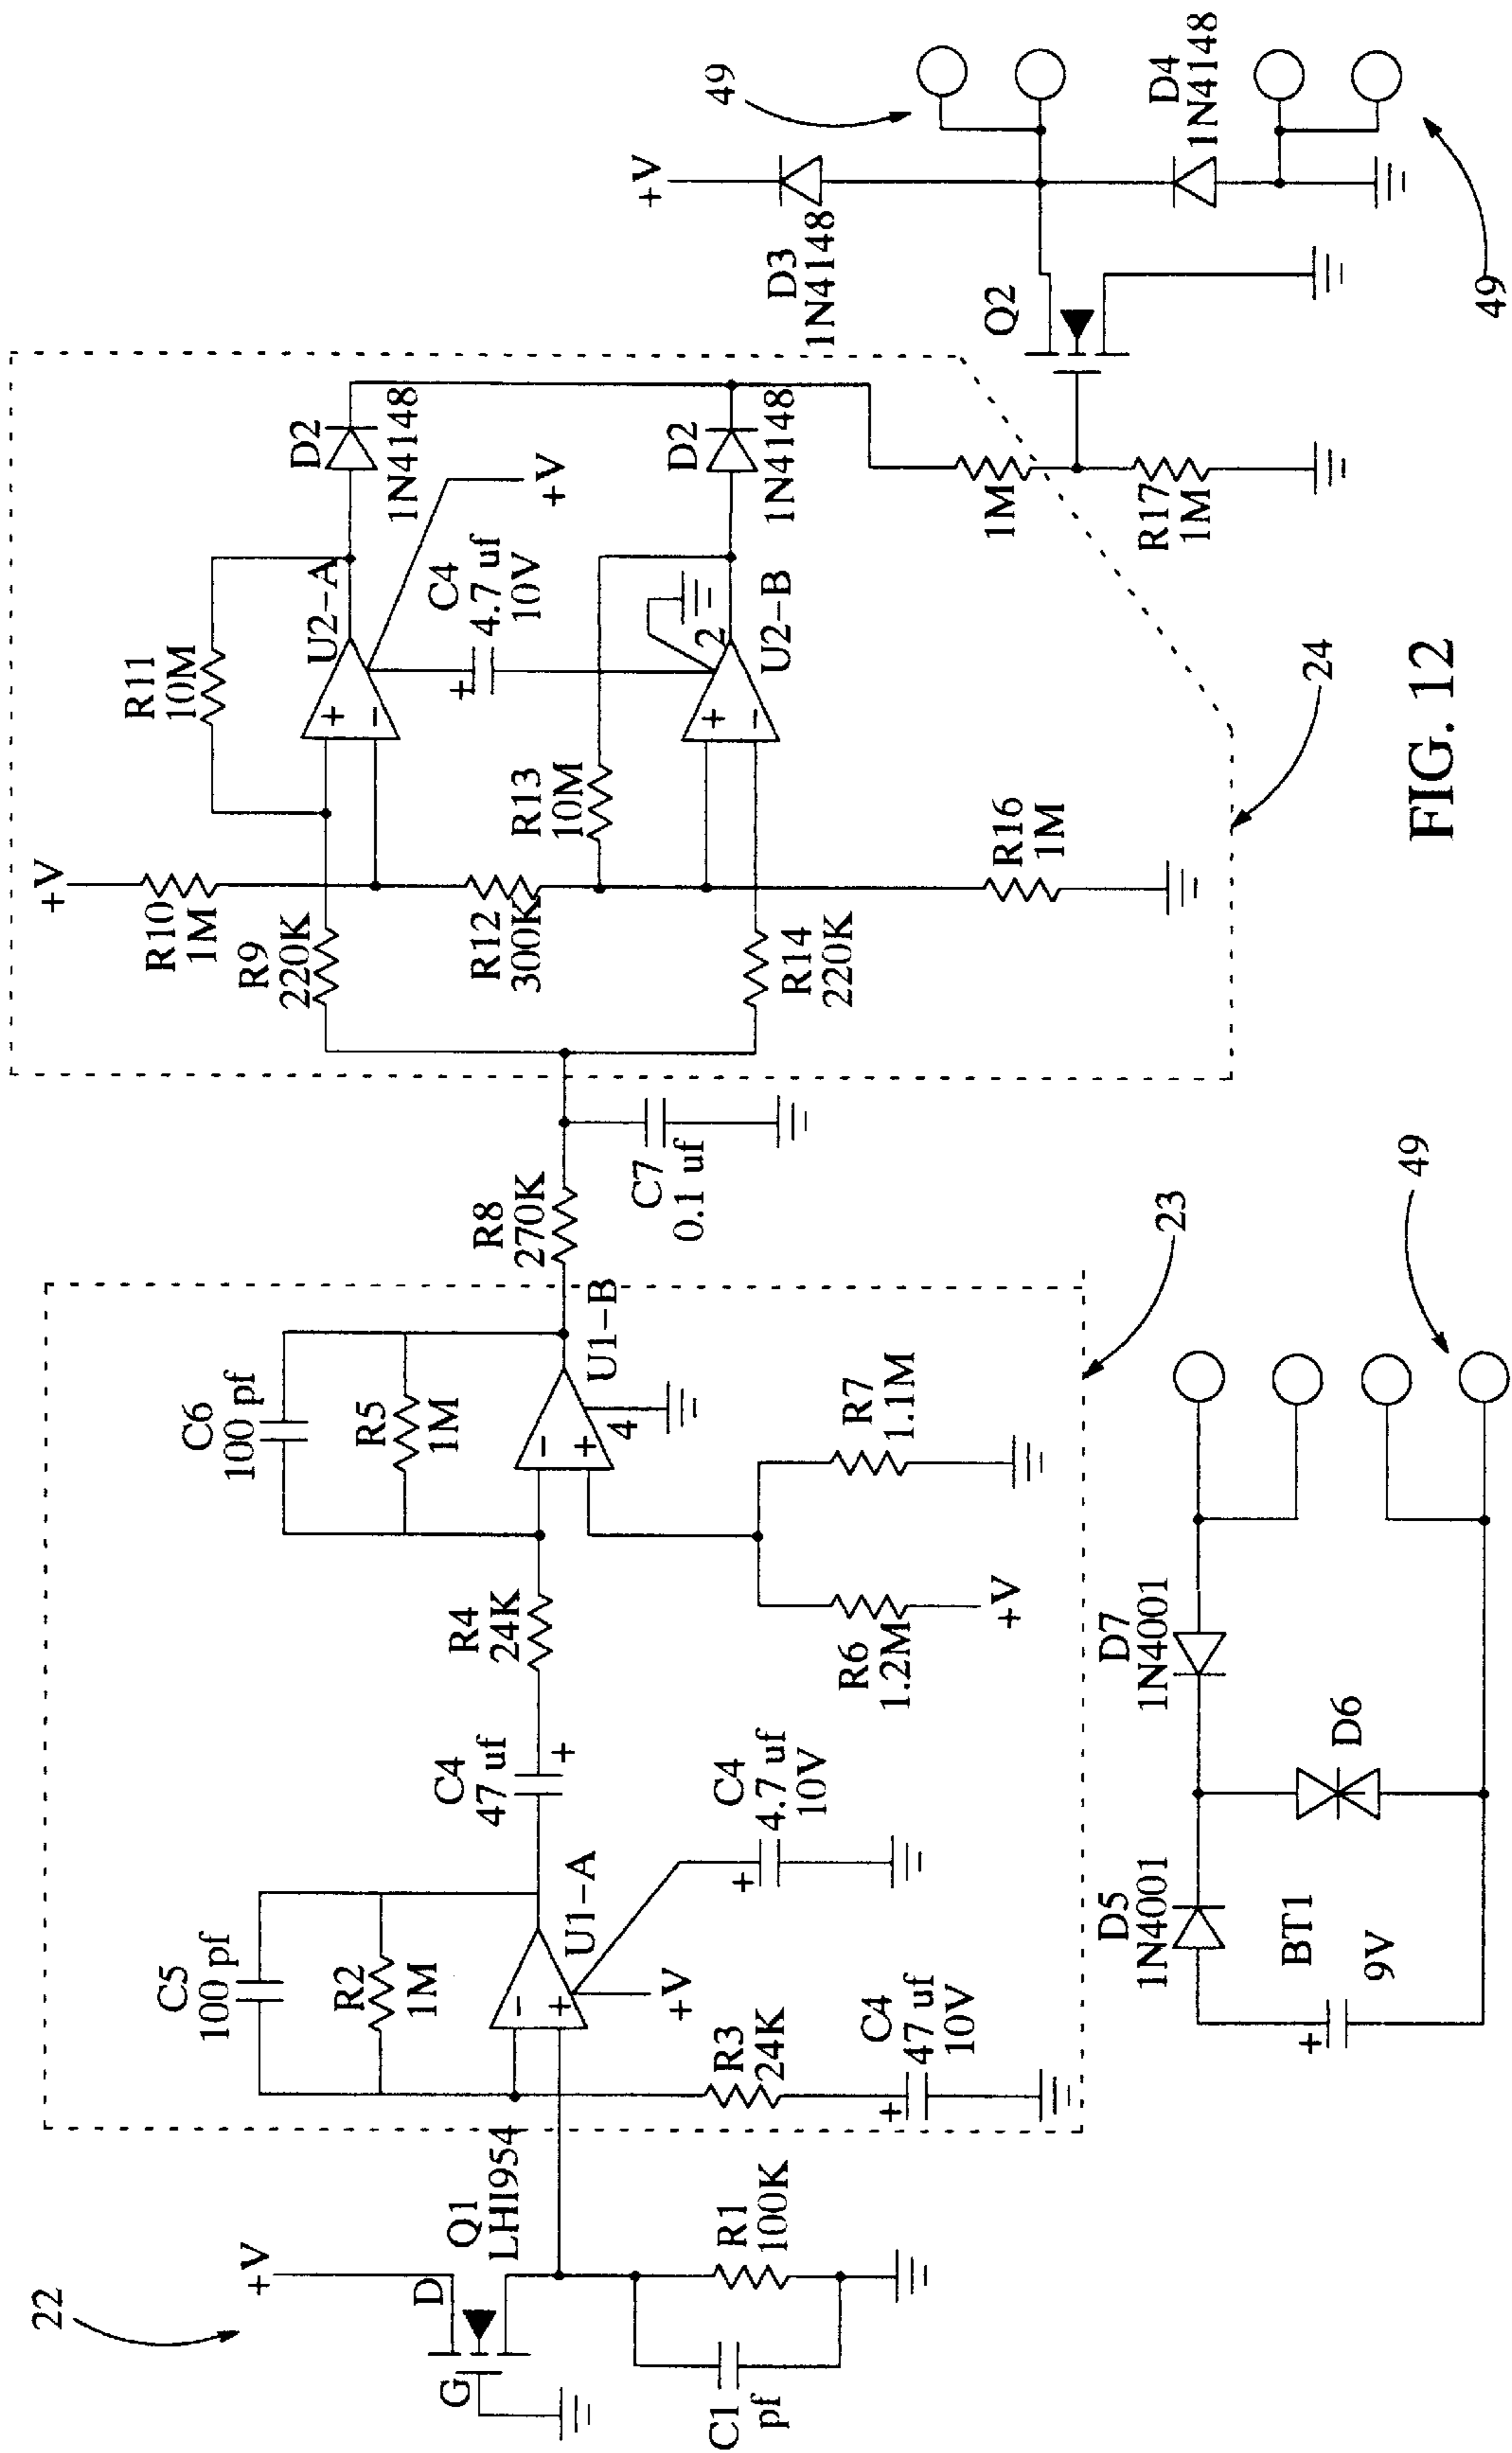 22
+V
D
G
Q1
LHI954
C1
pf
R1
100K
C5
100 pf
R2
1M
-
+
U1-A
+V
R3
24K
+
C4
47 uf
10V
+
C4
4.7 uf
10V
C4
47 uf
+
R4
24K
C6
100 pf
R5
1M
-
+
4
U1-B
R6
1.2M
+V
R7
1.1M
23
R8
270K
C7
0.1 uf
+V
R10
1M
R9
220K
R12
300K
R14
220K
R11
10M
+
-
U2-A
+V
+
C4
4.7 uf
10V
R13
10M
+
-
2
U2-B
R16
1M
D2
1N4148
D2
1N4148
1M
R17
1M
24
Q2
+V
D3
1N4148
D4
1N4148
49
49
D5
1N4001
D7
1N4001
+
BT1
9V
D6
49
FIG. 12